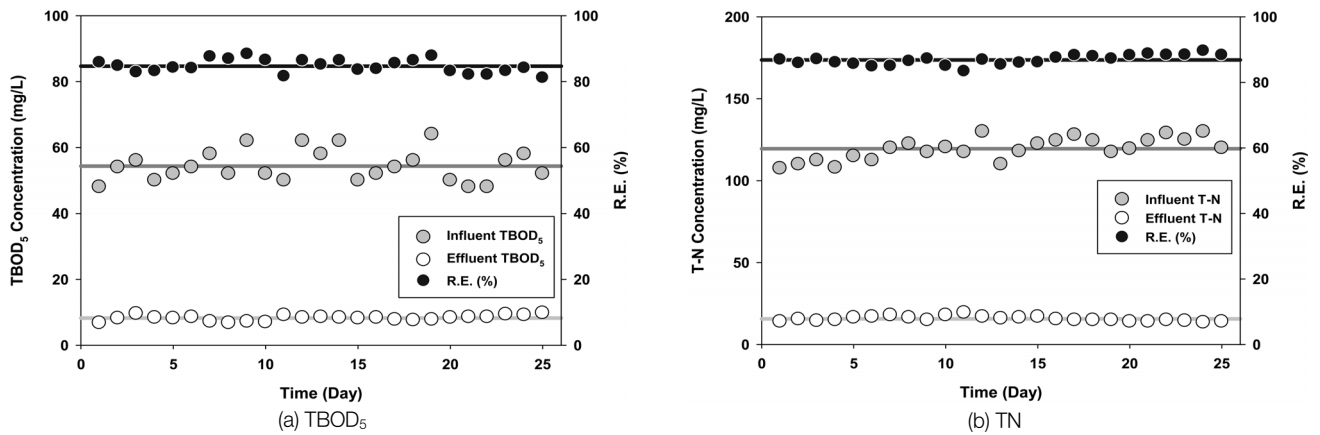 100
80
60
40
20
0
TBOD5 Concentration (mg/L)
100
80
60
40
20
0
R.E. (%)
Influent TBOD5
Effluent TBOD5
R.E. (%)
0 5 10 15 20 25
Time (Day)
(a) TBOD5
200
150
100
50
0
T-N Concentration (mg/L)
100
80
60
40
20
0
R.E. (%)
Influent T-N
Effluent T-N
R.E. (%)
0 5 10 15 20 25
Time (Day)
(b) TN